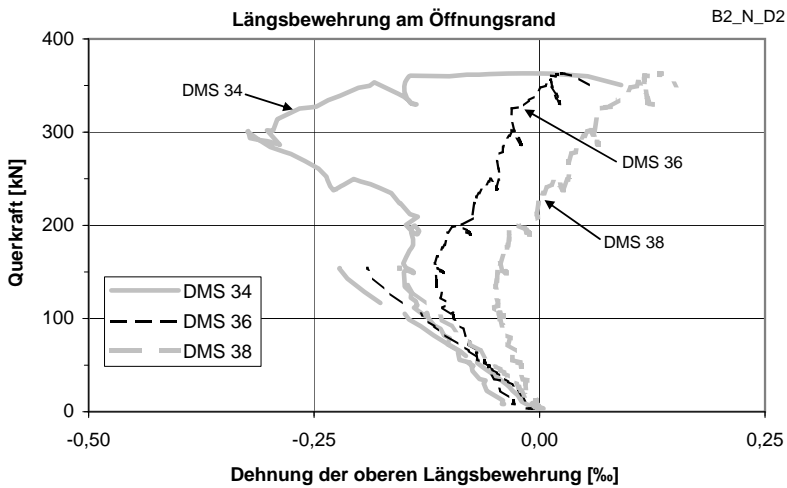 Längsbewehrung am Öffnungsrand
B2_N_D2
400
300
200
100
0
Querkraft [kN]
DMS 34
DMS 36
DMS 38
DMS 34
DMS 36
DMS 38
-0,50
-0,25
0,00
0,25
Dehnung der oberen Längsbewehrung [‰]